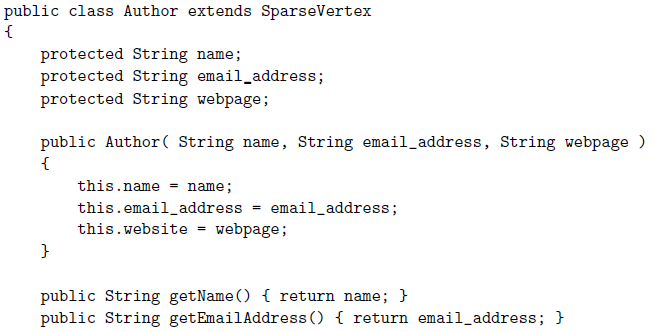 public class Author extends SparseVertex
{
    protected String name;
    protected String email_address;
    protected String webpage;

    public Author( String name, String email_address, String webpage )
    {
        this.name = name;
        this.email_address = email_address;
        this.website = webpage;
    }

    public String getName() { return name; }
    public String getEmailAddress() { return email_address; }